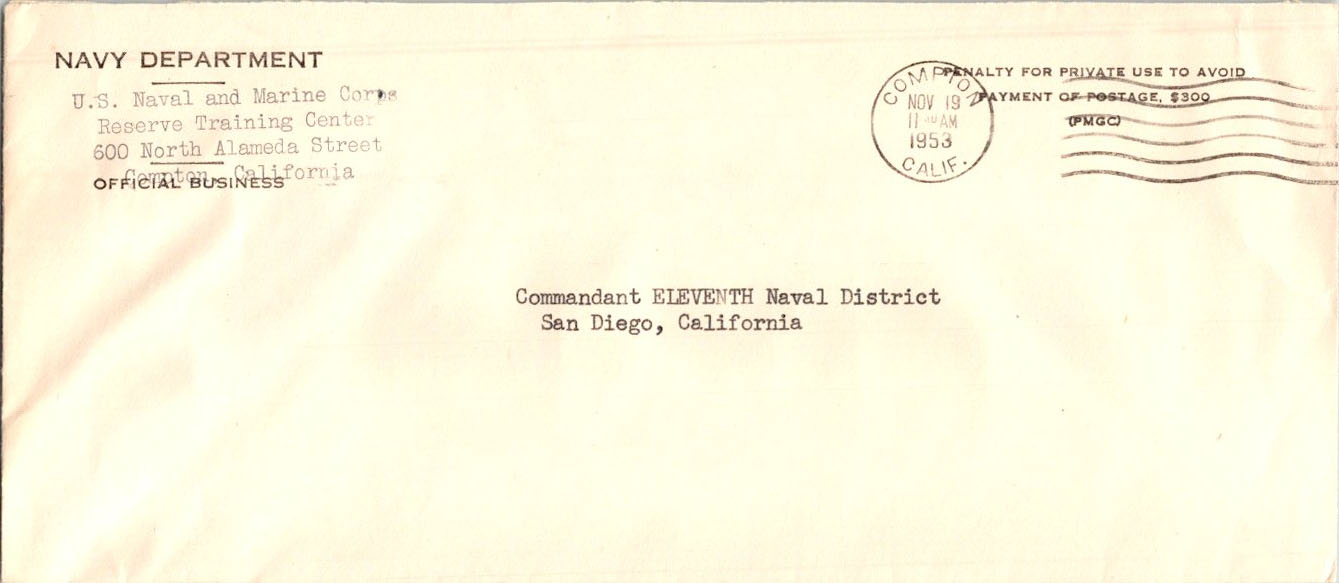 NAVY DEPARTMENT
U.S. Naval and Marine Corps
Reserve Training Center
600 North Alameda Street
Compton, California
OFFICIAL BUSINESS
COMPTON
NOV 19
11 AM
1953
CALIF.
PENALTY FOR PRIVATE USE TO AVOID
PAYMENT OF POSTAGE, $300
(PMGC)
Commandant ELEVENTH Naval District
San Diego, California